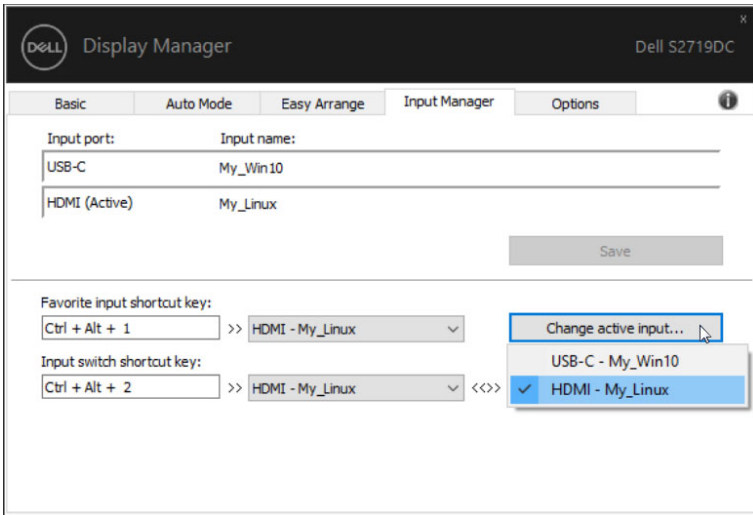 x
DELL Display Manager Dell S2719DC
Basic Auto Mode Easy Arrange Input Manager Options i
Input port: Input name:
USB-C My_Win10
HDMI (Active) My_Linux
Save
Favorite input shortcut key:
Ctrl + Alt + 1 >> HDMI - My_Linux Change active input...
USB-C - My_Win10
Input switch shortcut key:
Ctrl + Alt + 2 >> HDMI - My_Linux <<>> HDMI - My_Linux